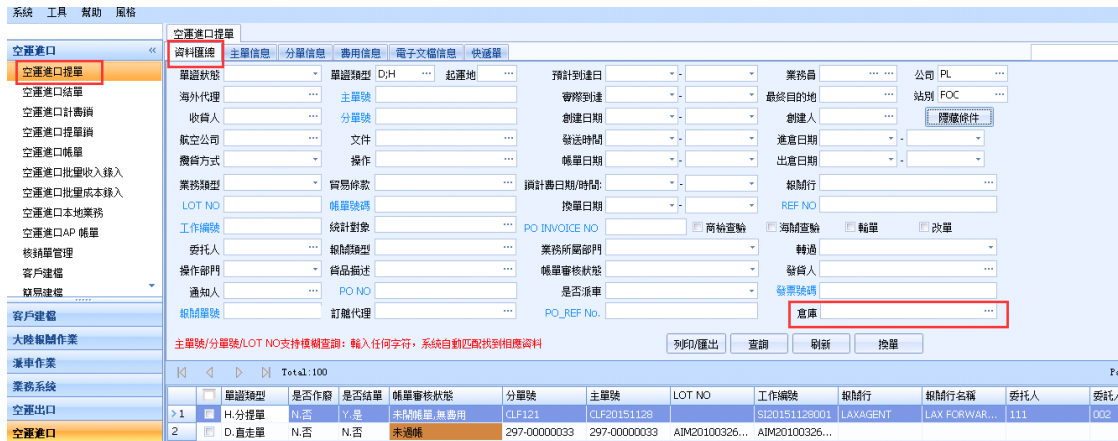 系統 工具 幫助 風格
空運進口提單
空運進口 «
資料匯總 主單信息 分單信息 費用信息 電子文檔信息 快遞單
空運進口提單
空運進口結單
空運進口計費鎖
空運進口提單鎖
空運進口帳單
空運進口批量收入錄入
空運進口批量成本錄入
空運進口本地業務
空運進口AP 帳單
核銷單管理
客戶建檔
簡易建檔
客戶建檔
大陸報關作業
派車作業
業務系統
空運出口
空運進口
單證狀態 單證類型 D;H ... 起運地 ... 預計到達日 - 業務員 ... ... 公司 PL ...
海外代理 ... 主單號 實際到達 - 最終目的地 ... 站別 FOC ...
收貨人 ... 分單號 創建日期 - 創建人 ... 隱藏條件
航空公司 ... 文件 ... 發送時間 - 進倉日期 -
攬貨方式 操作 ... 帳單日期 - 出倉日期 -
業務類型 貿易條款 ... 鎖計費日期/時間: - 報關行 ...
LOT NO 帳單號碼 換單日期 - REF NO
工作編號 統計對象 ... PO INVOICE NO 商檢查驗 海關查驗 輪單 改單
委托人 ... 報關類型 ... 業務所屬部門 轉過
操作部門 貨品描述 ... 帳單審核狀態 發貨人 ...
通知人 ... PO NO 是否派車 發票號碼
報關單號 訂艙代理 ... PO_REF No. 倉庫 ...
主單號/分單號/LOT NO支持模糊查詢: 輸入任何字符，系統自動匹配找到相應資料 列印/匯出 查詢 刷新 換單
Total:100
單證類型 是否作廢 是否結單 帳單審核狀態 分單號 主單號 LOT NO 工作編號 報關行 報關行名稱 委托人
>1 H.分提單 N.否 Y.是 未關帳單,無費用 CLF121 CLF20151128 SI20151128001 LAXAGENT LAX FORWAR... 111 002
2 D.直走單 N.否 N.否 未過帳 297-00000033 297-00000033 AIM20100326... AIM20100326...